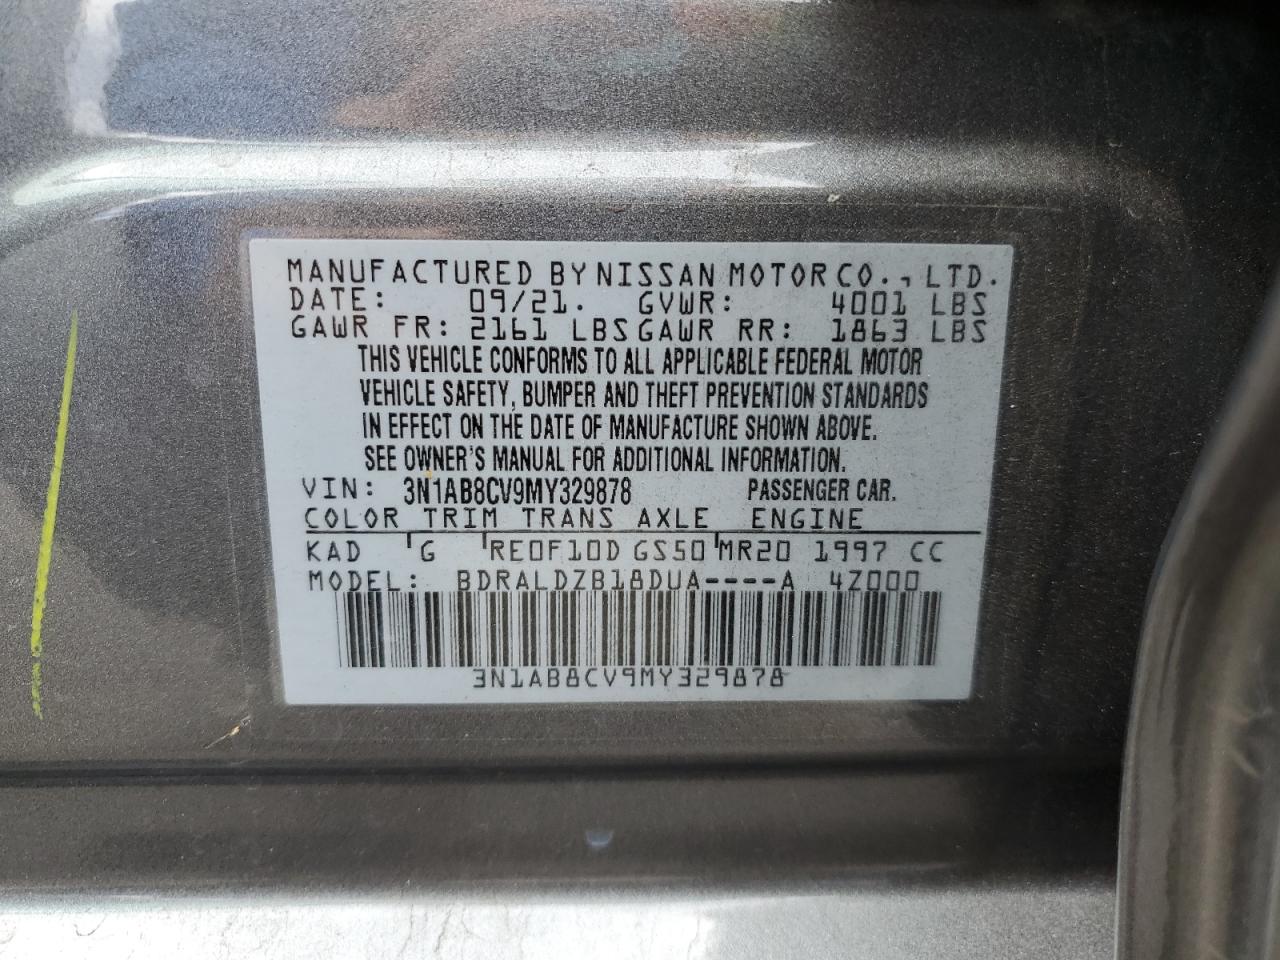 MANUFACTURED BY NISSAN MOTOR CO., LTD.
DATE: 09/21. GVWR: 4001 LBS
GAWR FR: 2161 LBS GAWR RR: 1863 LBS
THIS VEHICLE CONFORMS TO ALL APPLICABLE FEDERAL MOTOR
VEHICLE SAFETY, BUMPER AND THEFT PREVENTION STANDARDS
IN EFFECT ON THE DATE OF MANUFACTURE SHOWN ABOVE.
SEE OWNER'S MANUAL FOR ADDITIONAL INFORMATION.
VIN: 3N1AB8CV9MY329878 PASSENGER CAR.
COLOR TRIM TRANS AXLE ENGINE
KAD G RE0F10D GS50 MR20 1997 CC
MODEL: BDRALDZB18DUA----A 4Z000
3N1AB8CV9MY329878